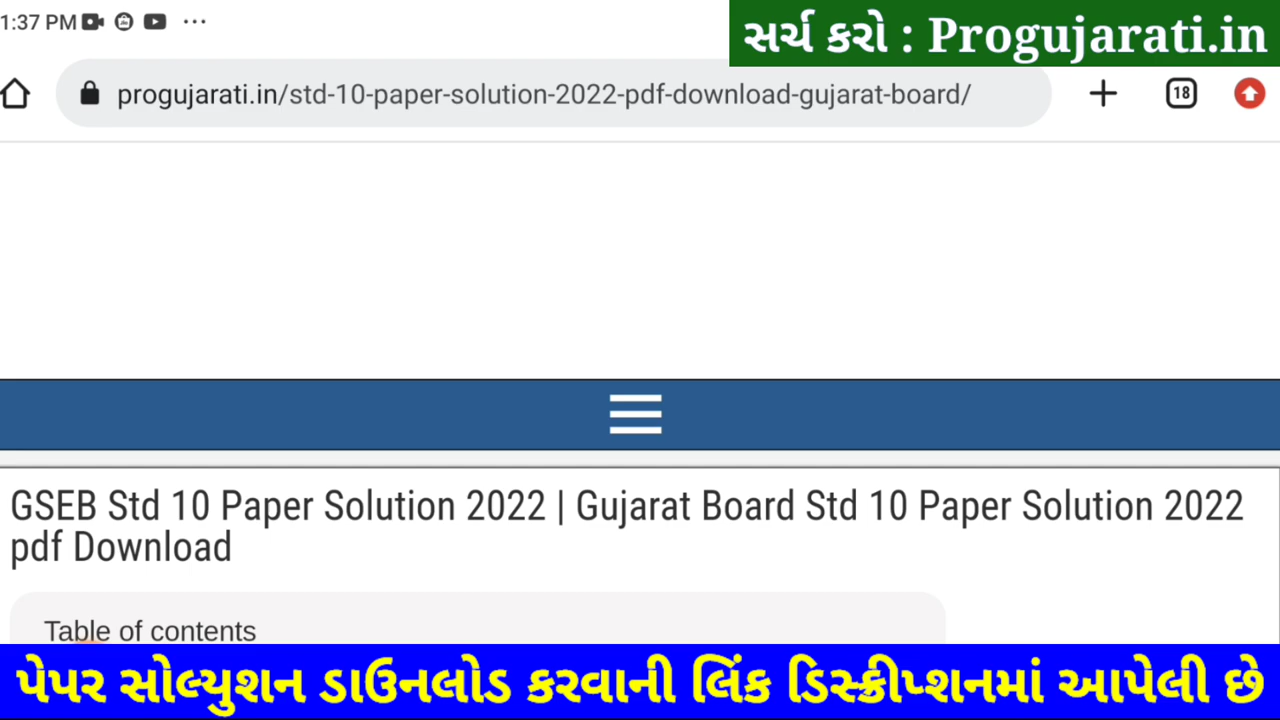 1:37 PM
સર્ચ કરો : Progujarati.in
progujarati.in/std-10-paper-solution-2022-pdf-download-gujarat-board/
18
GSEB Std 10 Paper Solution 2022 | Gujarat Board Std 10 Paper Solution 2022
pdf Download
Table of contents
પેપર સોલ્યુશન ડાઉનલોડ કરવાની લિંક ડિસ્ક્રીપ્શનમાં આપેલી છે